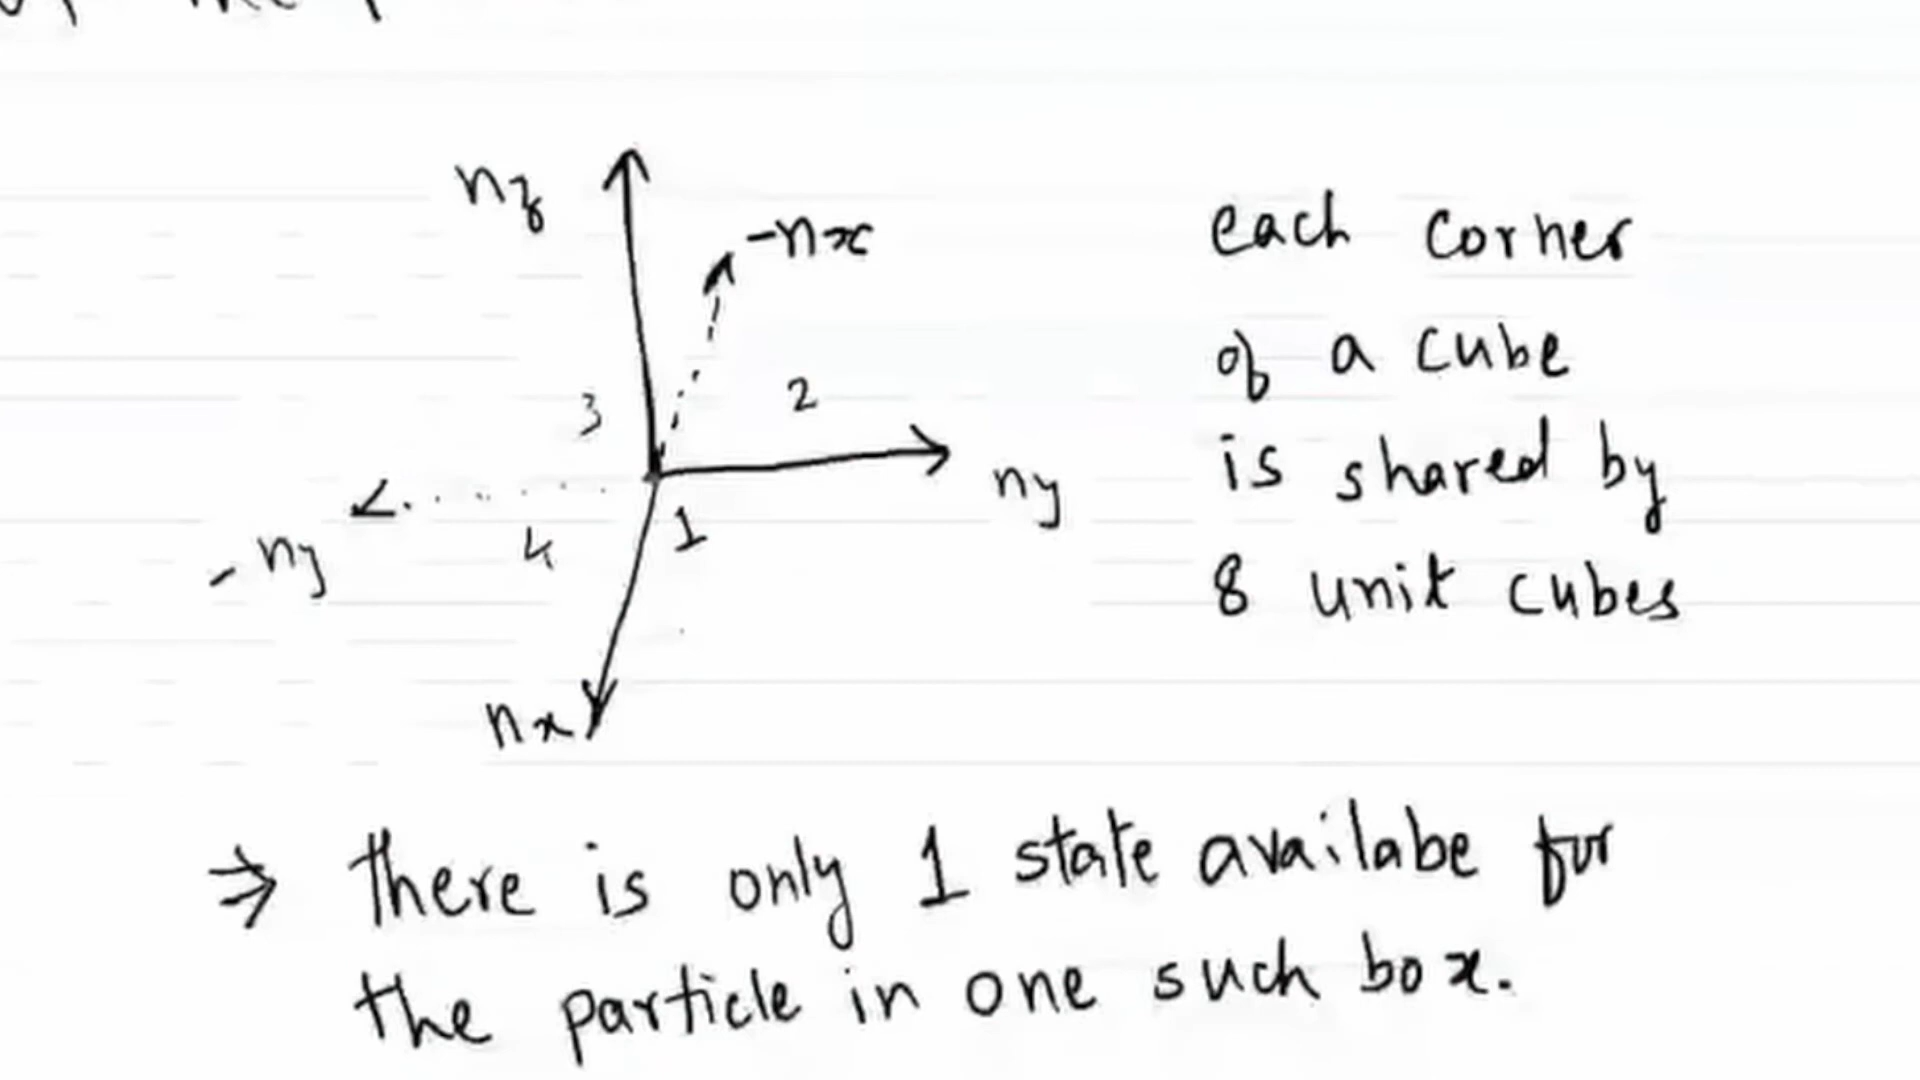 nz
-nx
3
2
ny
-ny
4
1
nx
each corner
of a cube
is shared by
8 unit cubes
⇒ there is only 1 state availabe for
the particle in one such box.